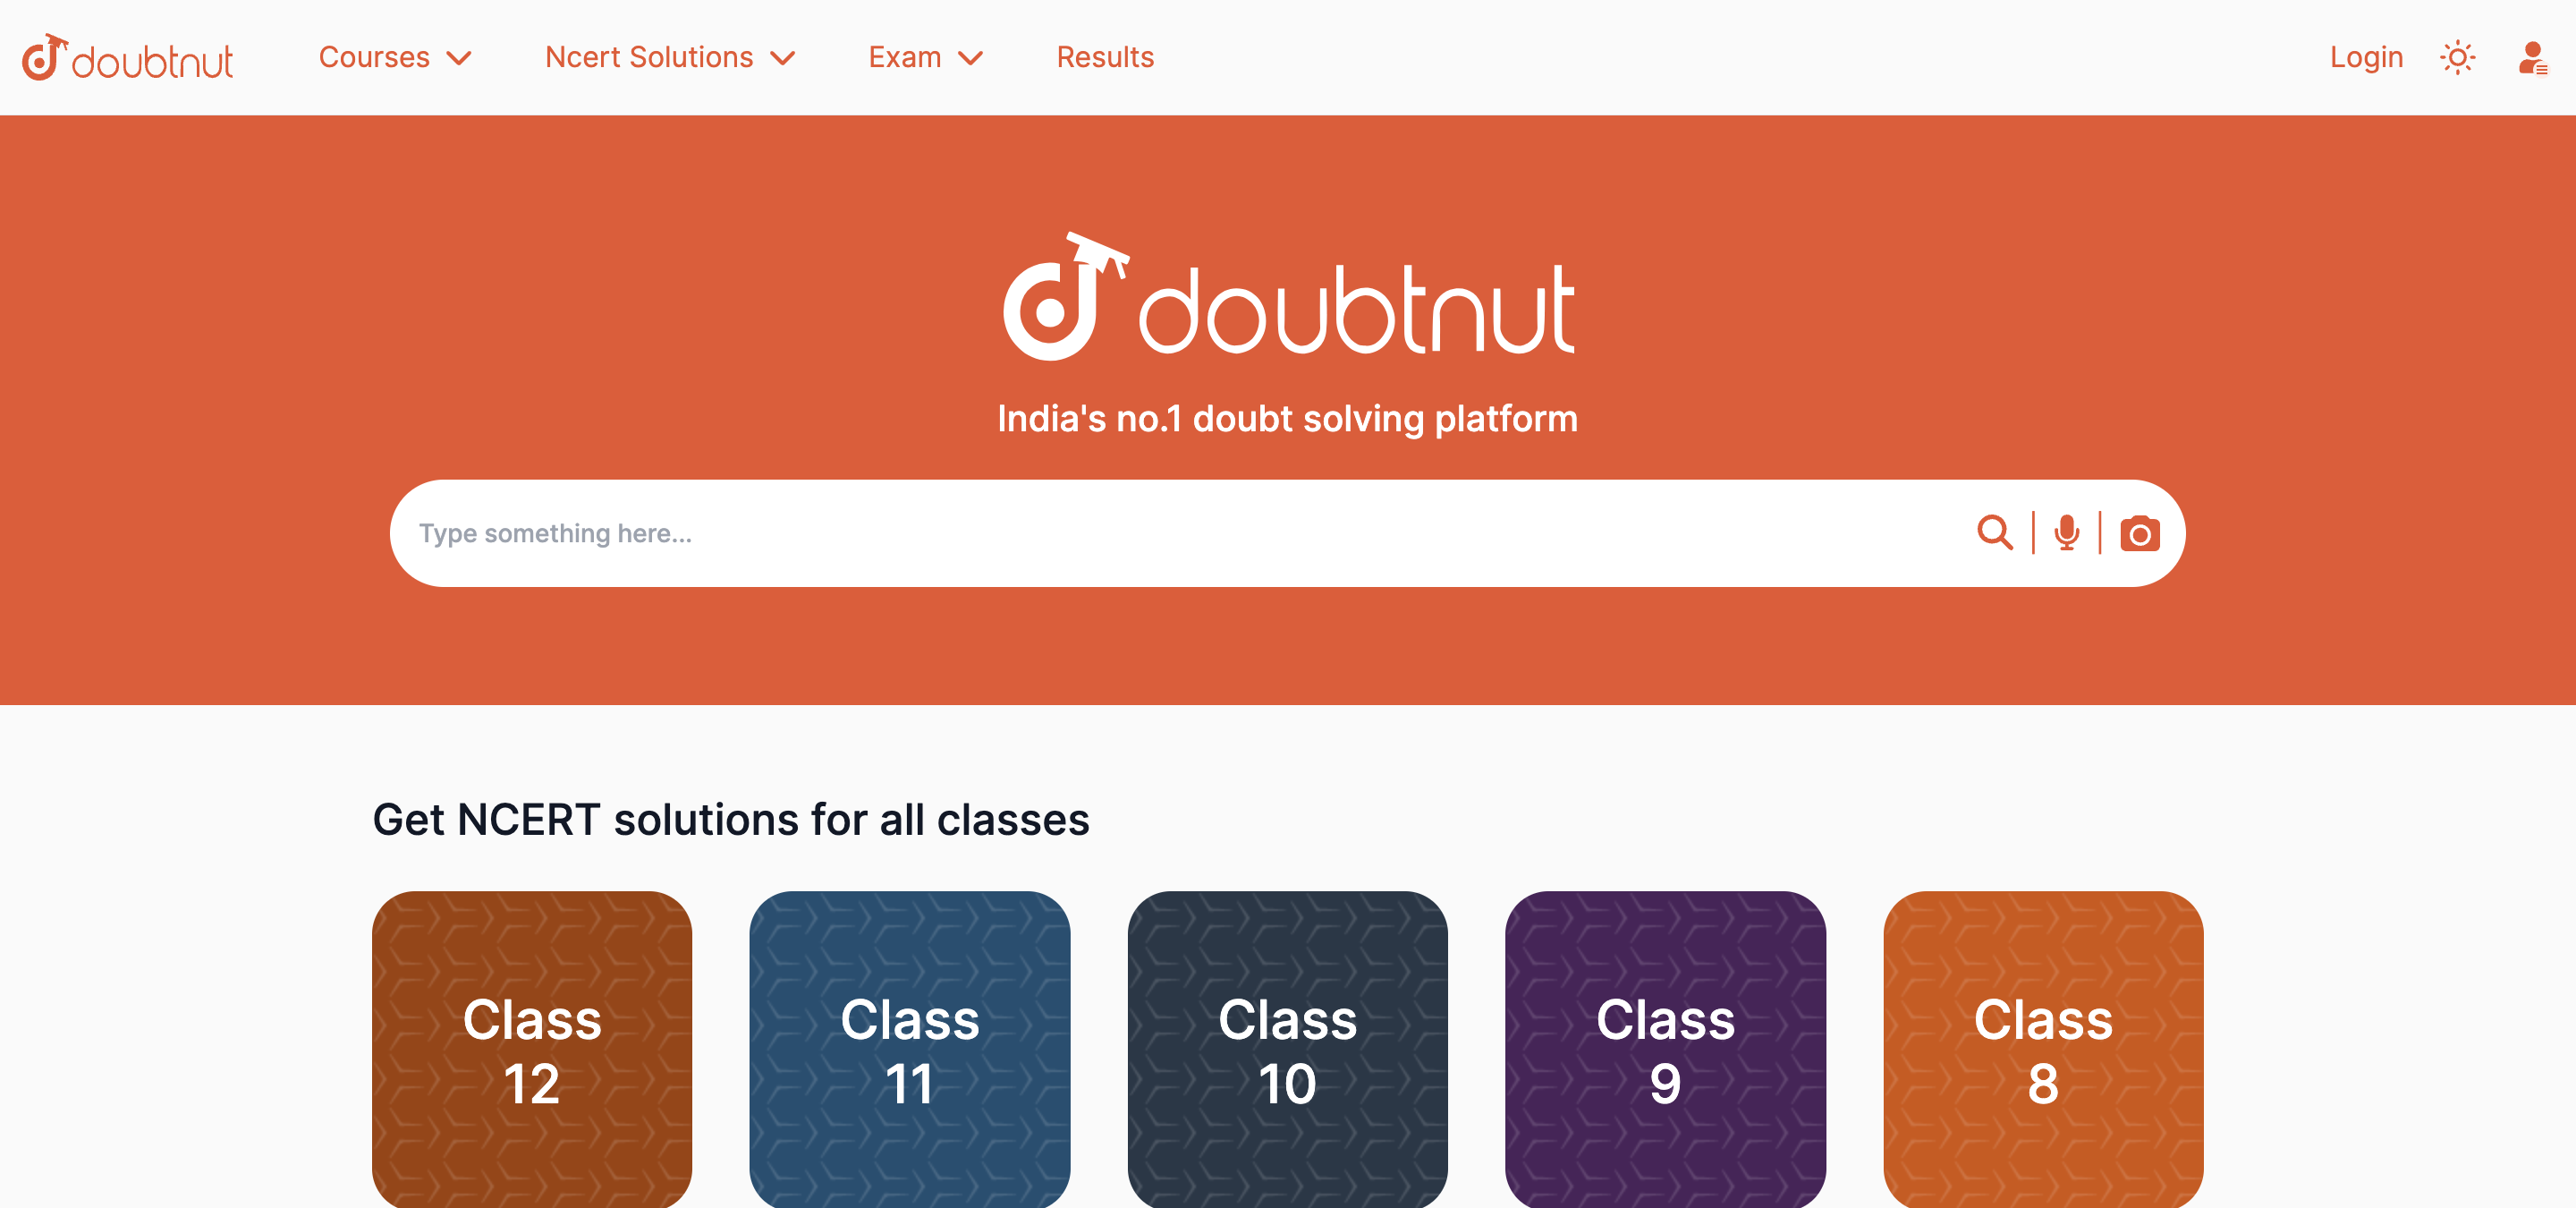 doubtnut
Courses
Ncert Solutions
Exam
Results
Login
doubtnut
India's no.1 doubt solving platform
Type something here...
Get NCERT solutions for all classes
Class
12
Class
11
Class
10
Class
9
Class
8